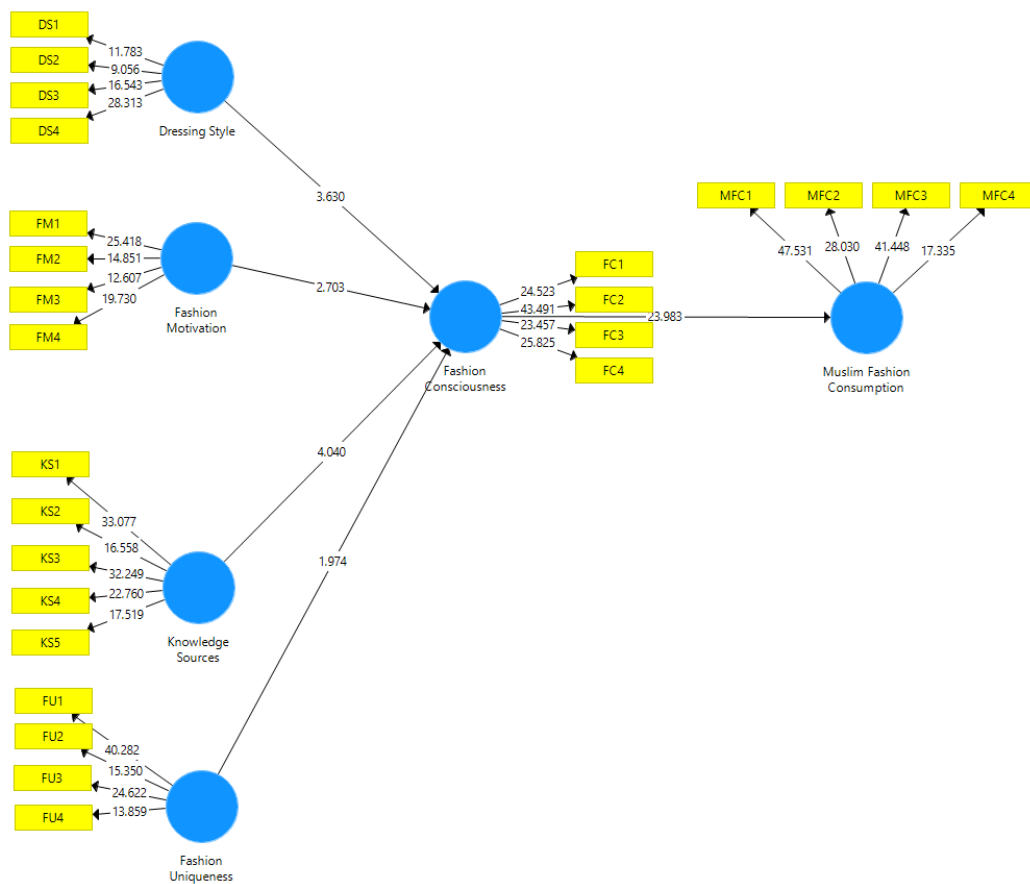 DS1
11.783
DS2
9.056
DS3
16.543
DS4
28.313
Dressing Style
3.630
FM1
25.418
FM2
14.851
FM3
12.607
FM4
19.730
Fashion
Motivation
2.703
MFC1
MFC2
MFC3
MFC4
47.531
28.030
41.448
17.335
FC1
24.523
FC2
43.491
FC3
23.457
FC4
25.825
23.983
Fashion
Consciousness
Muslim Fashion
Consumption
KS1
33.077
KS2
16.558
KS3
32.249
KS4
22.760
KS5
17.519
Knowledge
Sources
4.040
1.974
FU1
40.282
FU2
15.350
FU3
24.622
FU4
13.859
Fashion
Uniqueness